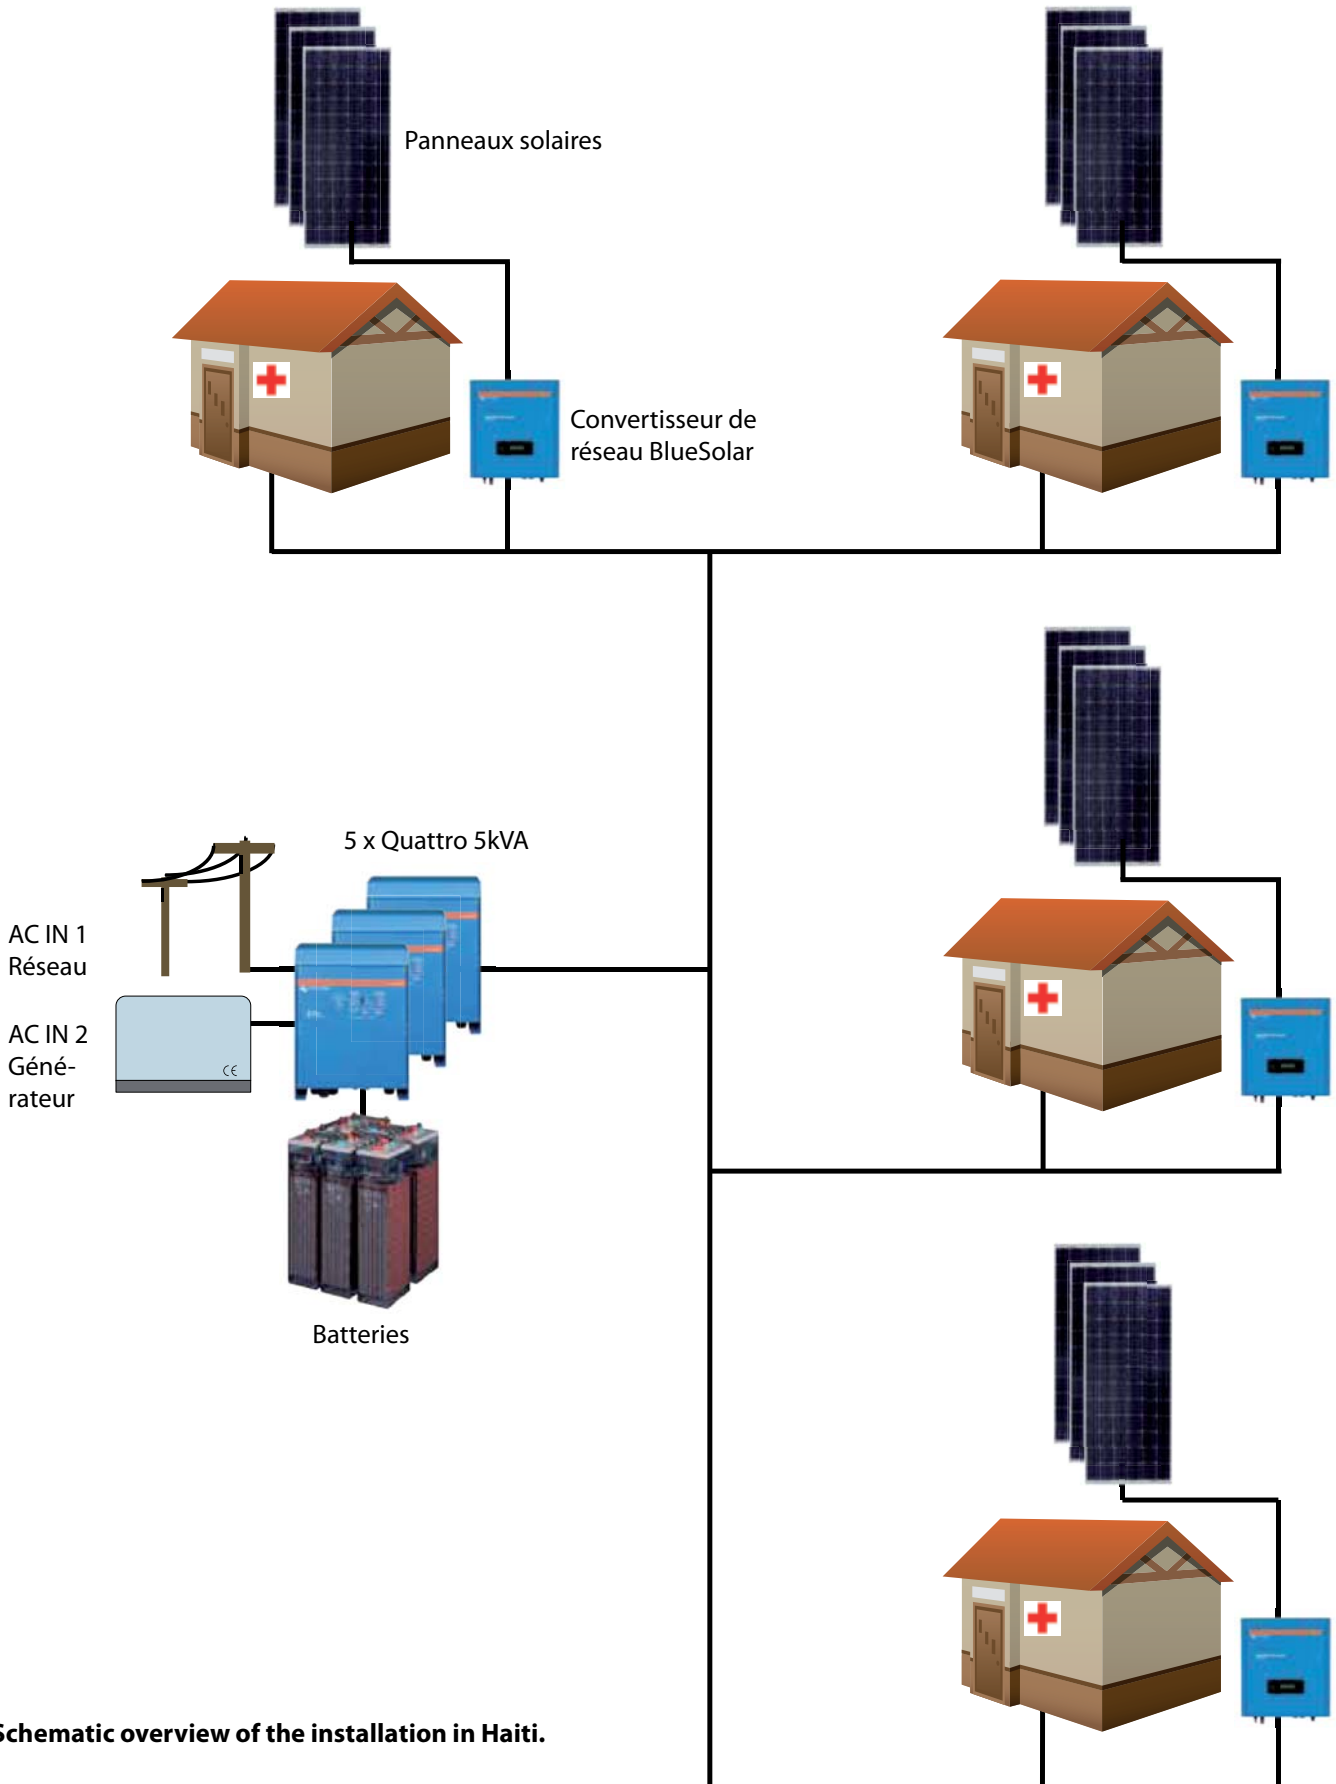 Panneaux solaires
Convertisseur de
réseau BlueSolar
5 x Quattro 5kVA
AC IN 1
Réseau
AC IN 2
Géné-
rateur
CE
Batteries
Schematic overview of the installation in Haiti.